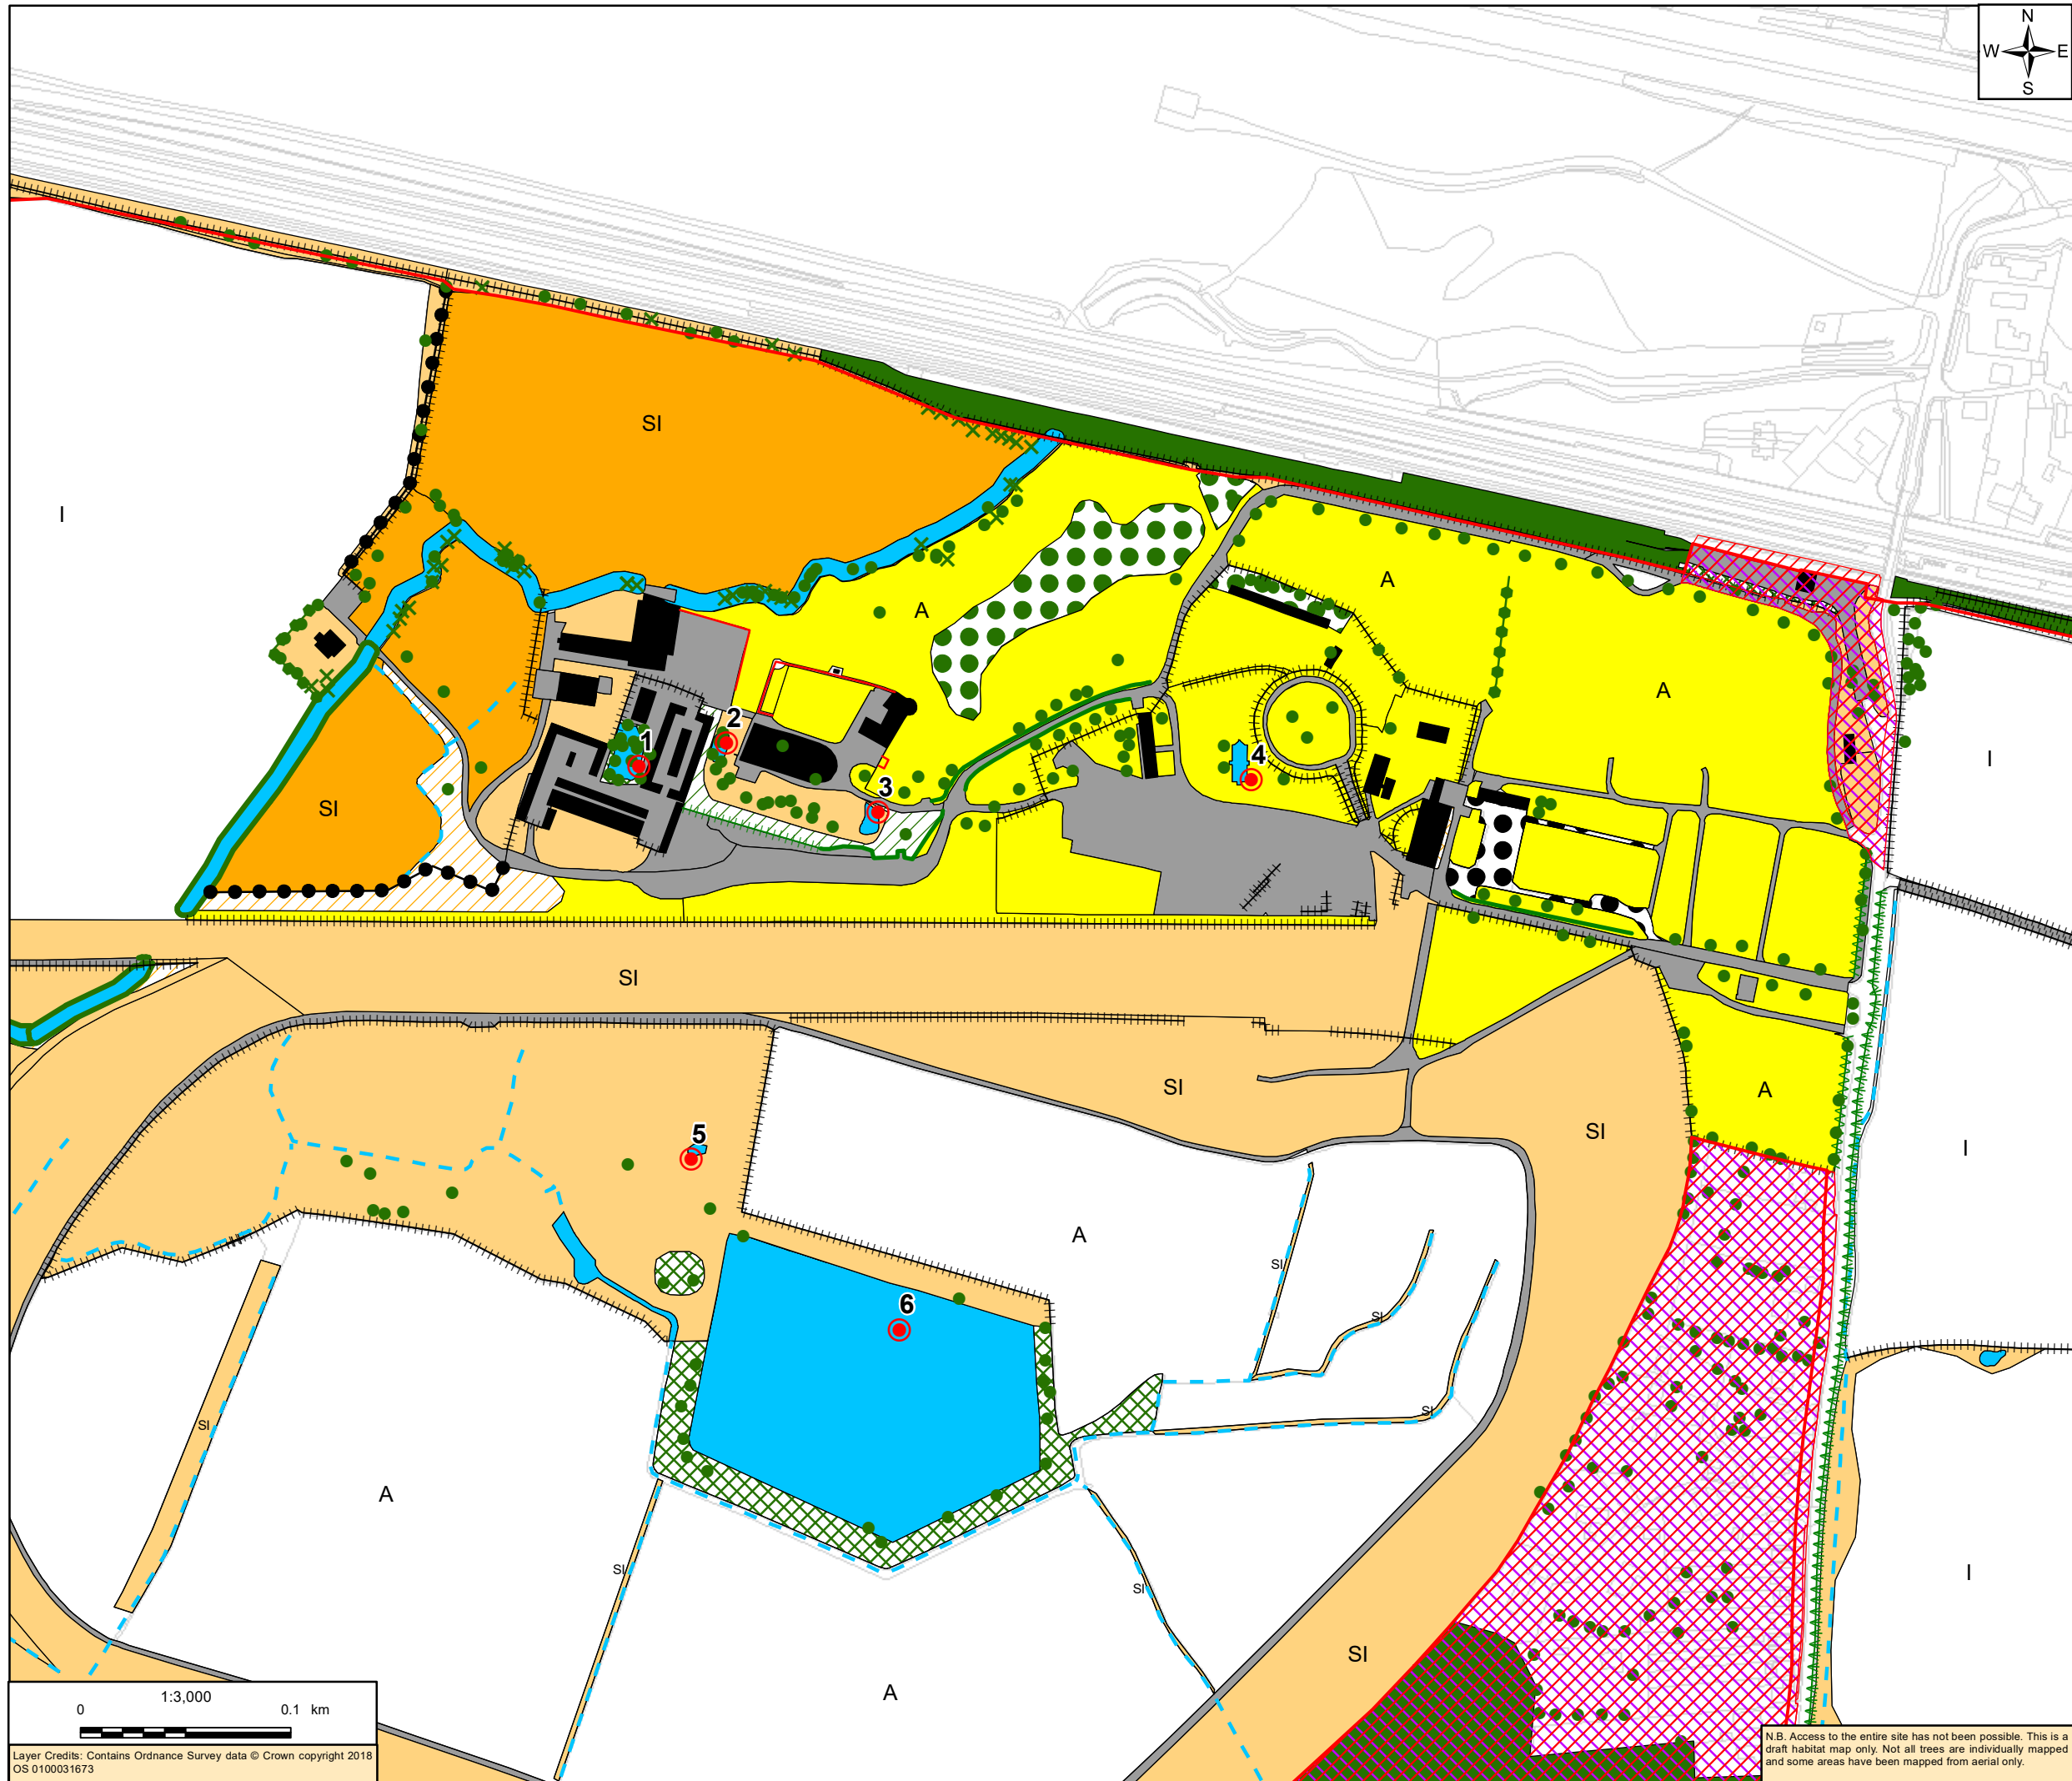 N
W E
S
SI
I
A
A
A
2
1
4
I
3
SI
SI
SI
A
SI
5
I
A
SI
6
SI
SI
SI
A
SI
SI
I
SI
A
1:3,000
0 0.1 km
Layer Credits: Contains Ordnance Survey data © Crown copyright 2018
OS 0100031673
N.B. Access to the entire site has not been possible. This is a
draft habitat map only. Not all trees are individually mapped
and some areas have been mapped from aerial only.